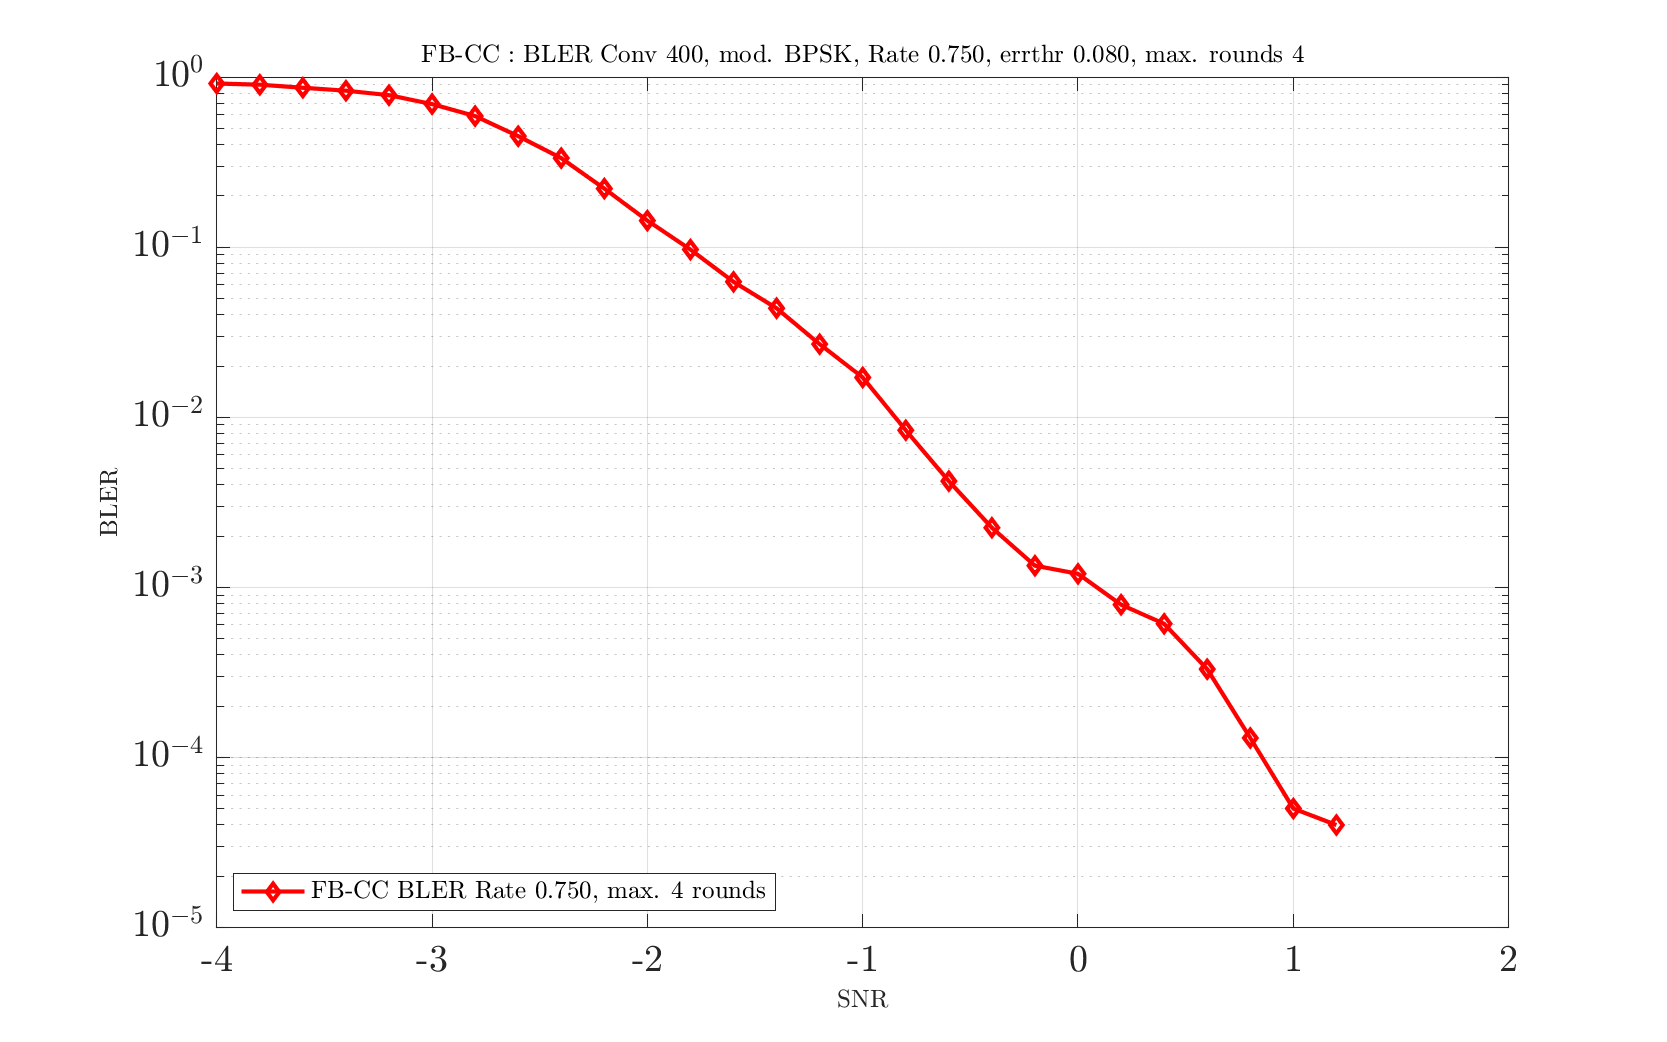 FB-CC : BLER Conv 400, mod. BPSK, Rate 0.750, errthr 0.080, max. rounds 4
10^0
10^-1
10^-2
10^-3
10^-4
10^-5
BLER
FB-CC BLER Rate 0.750, max. 4 rounds
-4 -3 -2 -1 0 1 2
SNR